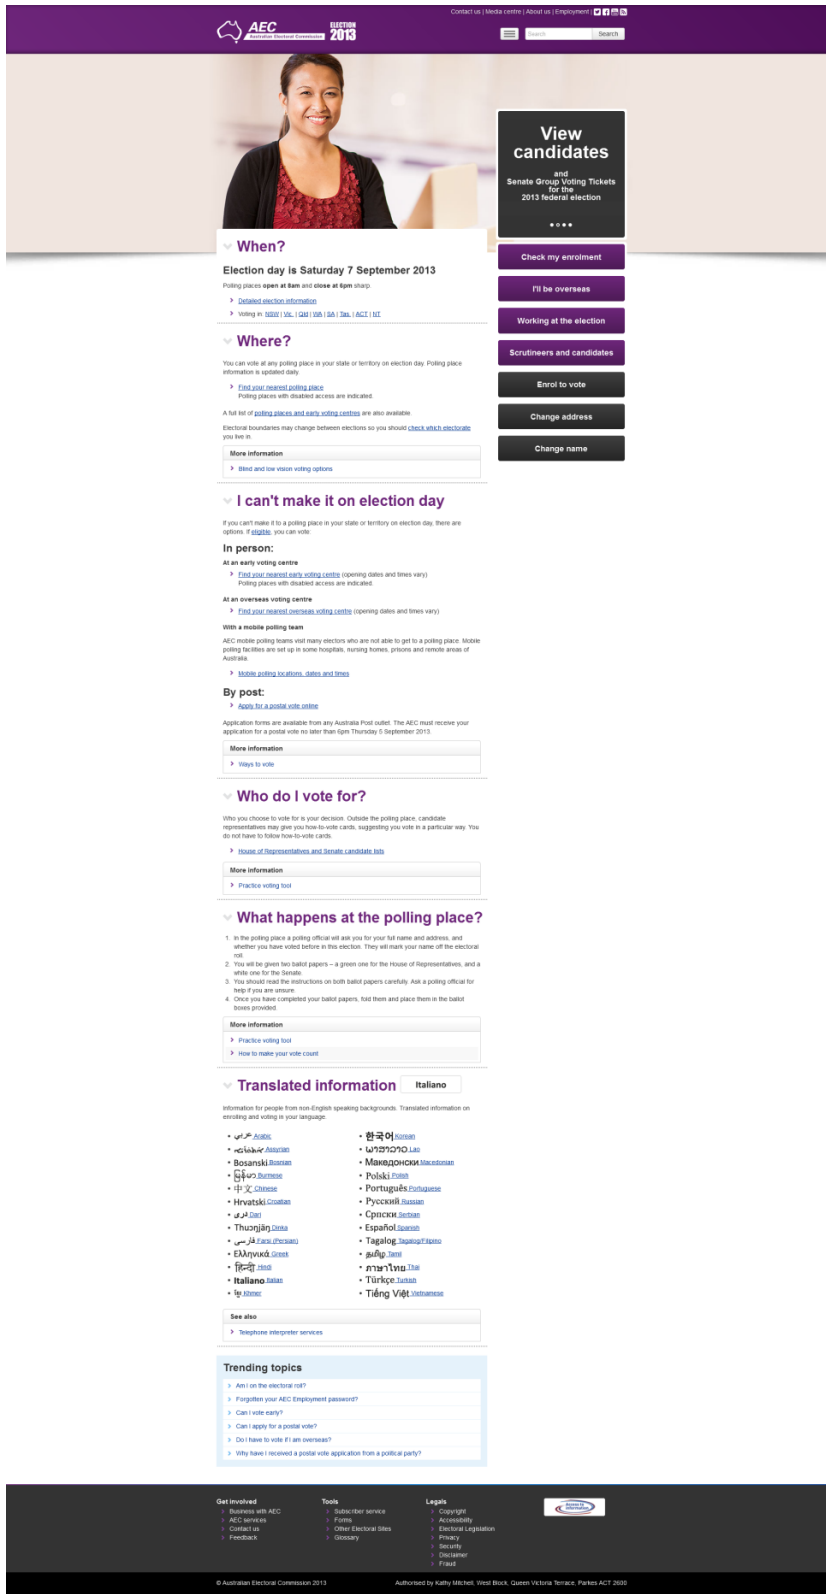 Contact us | Media centre | About us | Employment |
AEC
Australian Electoral Commission
ELECTION
2013
Search
Search
View
candidates
and
Senate Group Voting Tickets
for the
2013 federal election
Check my enrolment
I'll be overseas
Working at the election
Scrutineers and candidates
Enrol to vote
Change address
Change name
When?
Election day is Saturday 7 September 2013
Polling places open at 8am and close at 6pm sharp.
Detailed election information
Voting in: NSW | Vic. | Qld | WA | SA | Tas. | ACT | NT
Where?
You can vote at any polling place in your state or territory on election day. Polling place
information is updated daily.
Find your nearest polling place
Polling places with disabled access are indicated.
A full list of polling places and early voting centres are also available.
Electoral boundaries may change between elections so you should check which electorate
you live in.
More information
Blind and low vision voting options
I can't make it on election day
If you can't make it to a polling place in your state or territory on election day, there are
options. If eligible, you can vote:
In person:
At an early voting centre
Find your nearest early voting centre (opening dates and times vary)
Polling places with disabled access are indicated.
At an overseas voting centre
Find your nearest overseas voting centre (opening dates and times vary)
With a mobile polling team
AEC mobile polling teams visit many electors who are not able to get to a polling place. Mobile
polling facilities are set up in some hospitals, nursing homes, prisons and remote areas of
Australia.
Mobile polling locations, dates and times
By post:
Apply for a postal vote online
Application forms are available from any Australia Post outlet. The AEC must receive your
application for a postal vote no later than 6pm Thursday 5 September 2013.
More information
Ways to vote
Who do I vote for?
Who you choose to vote for is your decision. Outside the polling place, candidate
representatives may give you how-to-vote cards, suggesting you vote in a particular way. You
do not have to follow how-to-vote cards.
House of Representatives and Senate candidate lists
More information
Practice voting tool
What happens at the polling place?
1. In the polling place a polling official will ask you for your full name and address, and
whether you have voted before in this election. They will mark your name off the electoral
roll.
2. You will be given two ballot papers – a green one for the House of Representatives, and a
white one for the Senate.
3. You should read the instructions on both ballot papers carefully. Ask a polling official for
help if you are unsure.
4. Once you have completed your ballot papers, fold them and place them in the ballot
boxes provided.
More information
Practice voting tool
How to make your vote count
Translated information
Italiano
Information for people from non-English speaking backgrounds. Translated information on
enrolling and voting in your language.
عربي Arabic
Assyrian
Bosanski Bosnian
မြန်မာ Burmese
中文 Chinese
Hrvatski Croatian
دری Dari
Thuɔŋjäŋ Dinka
فارسی Farsi (Persian)
Ελληνικά Greek
हिन्दी Hindi
Italiano Italian
ខ្មែរ Khmer
한국어 Korean
ພາສາລາວ Lao
Македонски Macedonian
Polski Polish
Português Portuguese
Русский Russian
Српски Serbian
Español Spanish
Tagalog Tagalog/Filipino
தமிழ் Tamil
ภาษาไทย Thai
Türkçe Turkish
Tiếng Việt Vietnamese
See also
Telephone interpreter services
Trending topics
Am I on the electoral roll?
Forgotten your AEC Employment password?
Can I vote early?
Can I apply for a postal vote?
Do I have to vote if I am overseas?
Why have I received a postal vote application from a political party?
Get involved
Business with AEC
AEC services
Contact us
Feedback
Tools
Subscriber service
Forms
Other Electoral Sites
Glossary
Legals
Copyright
Accessibility
Electoral Legislation
Privacy
Security
Disclaimer
Fraud
Access to
Information
© Australian Electoral Commission 2013
Authorised by Kathy Mitchell, West Block, Queen Victoria Terrace, Parkes ACT 2600